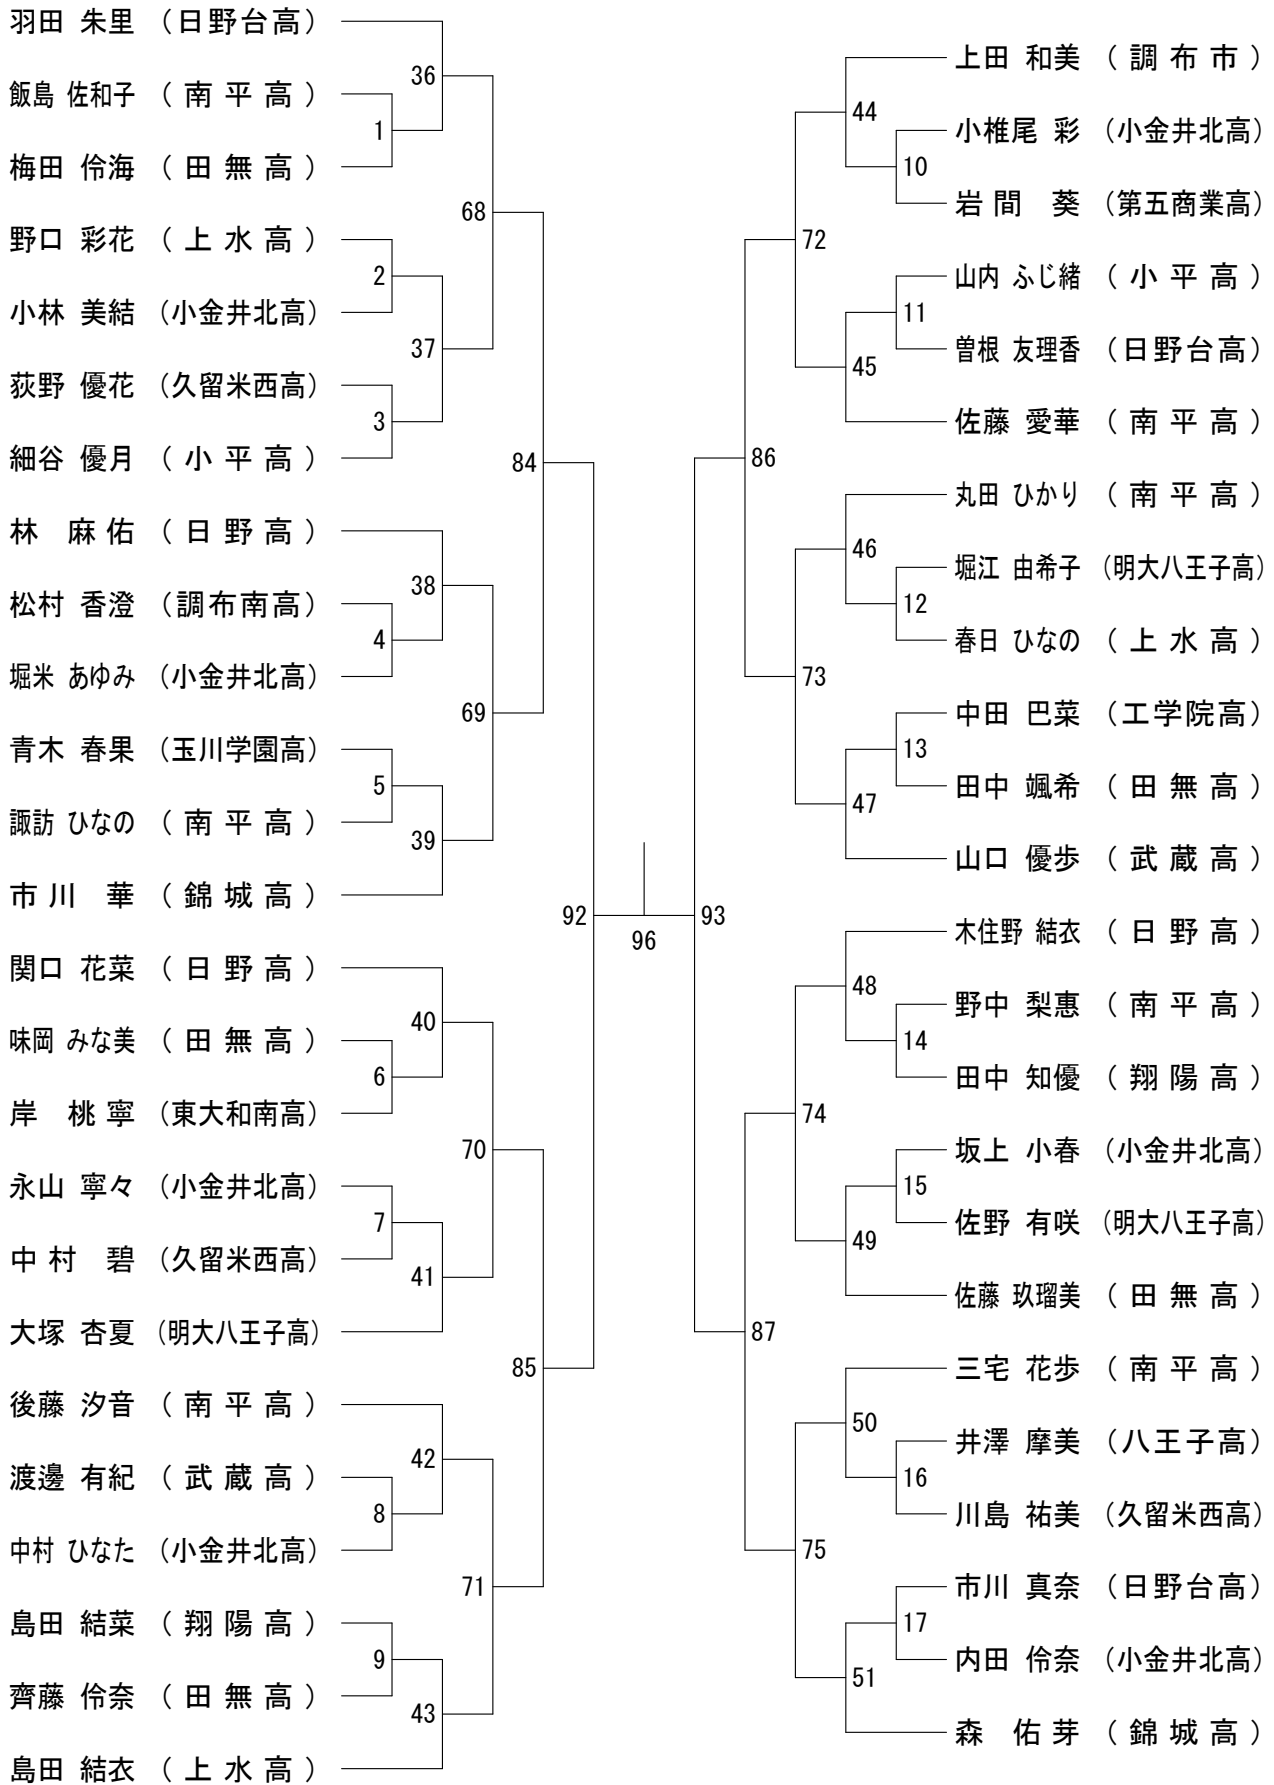 羽田 朱里 （日野台高）
36
飯島 佐和子 （南平高）
1
梅田 伶海 （田無高）
68
野口 彩花 （上水高）
2
小林 美結 （小金井北高）
37
荻野 優花 （久留米西高）
3
細谷 優月 （小平高）
84
林 麻佑 （日野高）
38
松村 香澄 （調布南高）
4
堀米 あゆみ （小金井北高）
69
青木 春果 （玉川学園高）
5
諏訪 ひなの （南平高）
39
市川 華 （錦城高）
92
関口 花菜 （日野高）
40
味岡 みな美 （田無高）
6
岸 桃寧 （東大和南高）
70
永山 寧々 （小金井北高）
7
中村 碧 （久留米西高）
41
大塚 杏夏 （明大八王子高）
85
後藤 汐音 （南平高）
42
渡邊 有紀 （武蔵高）
8
中村 ひなた （小金井北高）
71
島田 結菜 （翔陽高）
9
齊藤 伶奈 （田無高）
43
島田 結衣 （上水高）
96
上田 和美 （調布市）
44
小椎尾 彩 （小金井北高）
10
岩間 葵 （第五商業高）
72
山内 ふじ緒 （小平高）
11
曽根 友理香 （日野台高）
45
佐藤 愛華 （南平高）
86
丸田 ひかり （南平高）
46
堀江 由希子 （明大八王子高）
12
春日 ひなの （上水高）
73
中田 巴菜 （工学院高）
13
田中 颯希 （田無高）
47
山口 優歩 （武蔵高）
93
木住野 結衣 （日野高）
48
野中 梨恵 （南平高）
14
田中 知優 （翔陽高）
74
坂上 小春 （小金井北高）
15
佐野 有咲 （明大八王子高）
49
佐藤 玖瑠美 （田無高）
87
三宅 花歩 （南平高）
50
井澤 摩美 （八王子高）
16
川島 祐美 （久留米西高）
75
市川 真奈 （日野台高）
17
内田 伶奈 （小金井北高）
51
森 佑芽 （錦城高）